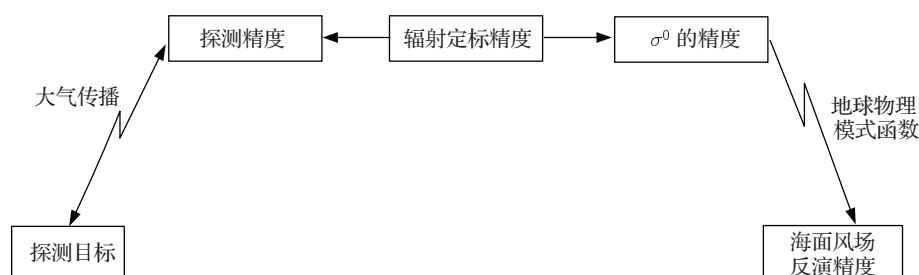 探测精度
辐射定标精度
σ⁰ 的精度
大气传播
地球物理
模式函数
探测目标
海面风场
反演精度